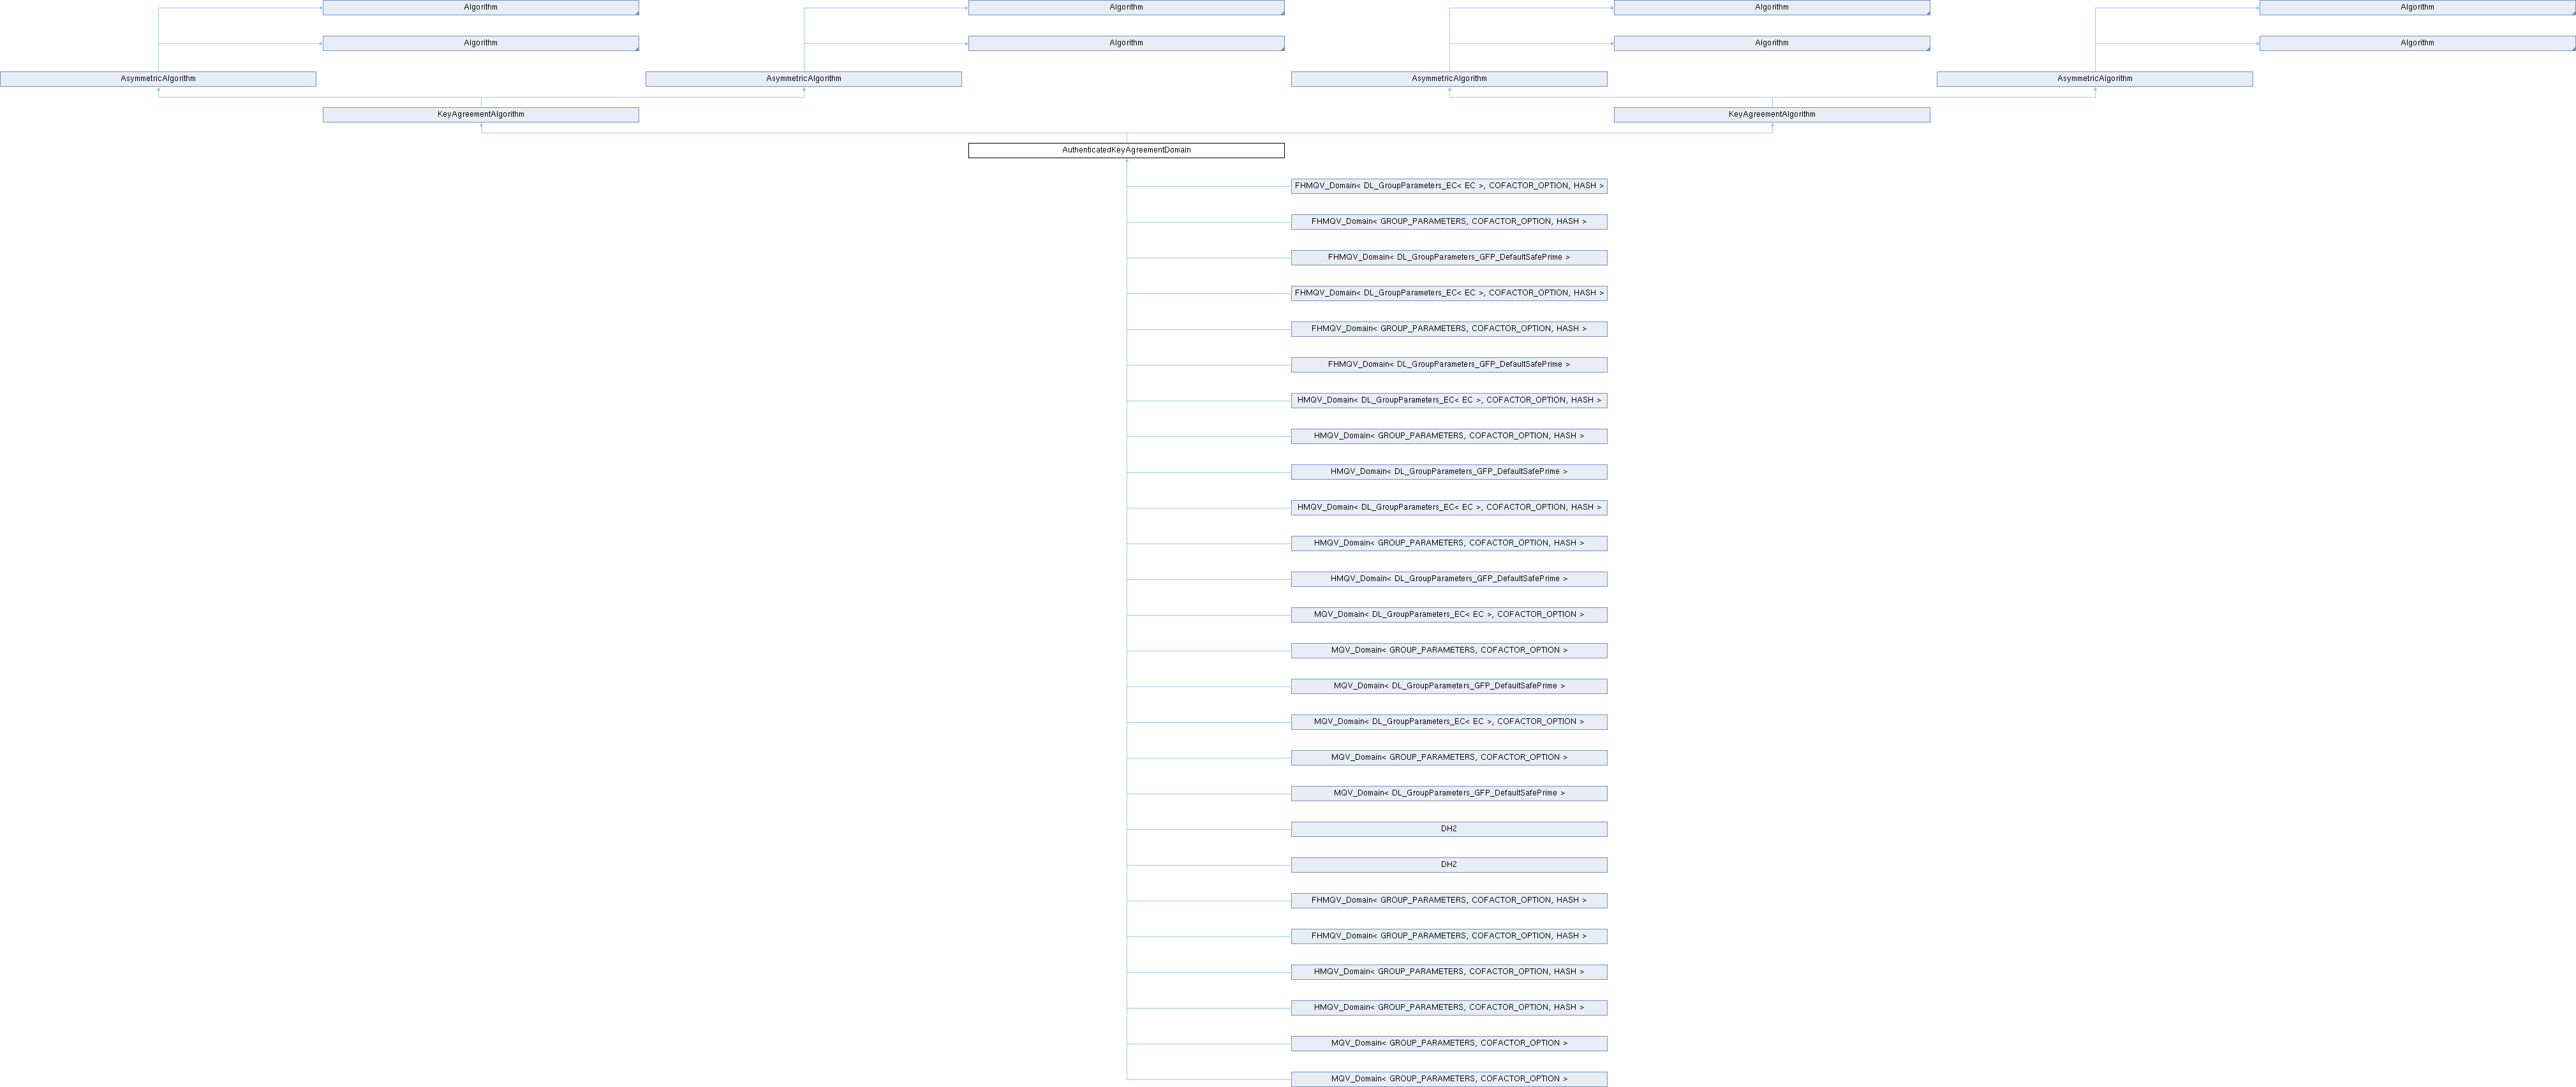 Algorithm
Algorithm
Algorithm
Algorithm
Algorithm
Algorithm
Algorithm
Algorithm
AsymmetricAlgorithm
AsymmetricAlgorithm
AsymmetricAlgorithm
AsymmetricAlgorithm
KeyAgreementAlgorithm
KeyAgreementAlgorithm
AuthenticatedKeyAgreementDomain
FHMQV_Domain< DL_GroupParameters_EC< EC >, COFACTOR_OPTION, HASH >
FHMQV_Domain< GROUP_PARAMETERS, COFACTOR_OPTION, HASH >
FHMQV_Domain< DL_GroupParameters_GFP_DefaultSafePrime >
FHMQV_Domain< DL_GroupParameters_EC< EC >, COFACTOR_OPTION, HASH >
FHMQV_Domain< GROUP_PARAMETERS, COFACTOR_OPTION, HASH >
FHMQV_Domain< DL_GroupParameters_GFP_DefaultSafePrime >
HMQV_Domain< DL_GroupParameters_EC< EC >, COFACTOR_OPTION, HASH >
HMQV_Domain< GROUP_PARAMETERS, COFACTOR_OPTION, HASH >
HMQV_Domain< DL_GroupParameters_GFP_DefaultSafePrime >
HMQV_Domain< DL_GroupParameters_EC< EC >, COFACTOR_OPTION, HASH >
HMQV_Domain< GROUP_PARAMETERS, COFACTOR_OPTION, HASH >
HMQV_Domain< DL_GroupParameters_GFP_DefaultSafePrime >
MQV_Domain< DL_GroupParameters_EC< EC >, COFACTOR_OPTION >
MQV_Domain< GROUP_PARAMETERS, COFACTOR_OPTION >
MQV_Domain< DL_GroupParameters_GFP_DefaultSafePrime >
MQV_Domain< DL_GroupParameters_EC< EC >, COFACTOR_OPTION >
MQV_Domain< GROUP_PARAMETERS, COFACTOR_OPTION >
MQV_Domain< DL_GroupParameters_GFP_DefaultSafePrime >
DH2
DH2
FHMQV_Domain< GROUP_PARAMETERS, COFACTOR_OPTION, HASH >
FHMQV_Domain< GROUP_PARAMETERS, COFACTOR_OPTION, HASH >
HMQV_Domain< GROUP_PARAMETERS, COFACTOR_OPTION, HASH >
HMQV_Domain< GROUP_PARAMETERS, COFACTOR_OPTION, HASH >
MQV_Domain< GROUP_PARAMETERS, COFACTOR_OPTION >
MQV_Domain< GROUP_PARAMETERS, COFACTOR_OPTION >